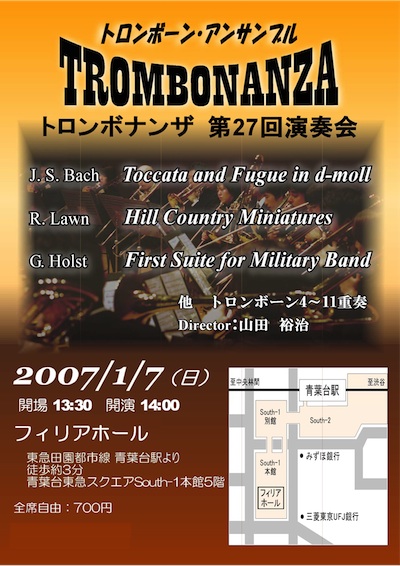 トロンボーン・アンサンブル
TROMBONANZA
トロンボナンザ 第27回演奏会
J. S. Bach Toccata and Fugue in d-moll
R. Lawn Hill Country Miniatures
G. Holst First Suite for Military Band
他 トロンボーン4〜11重奏
Director:山田 裕治
2007/1/7（日）
開場 13:30 開演 14:00
フィリアホール
東急田園都市線 青葉台駅より
徒歩約3分
青葉台東急スクエアSouth-1本館5階
全席自由：700円
至中央林間
青葉台駅
至渋谷
South-1
別館
South-2
South-1
本館
フィリア
ホール
みずほ銀行
三菱東京UFJ銀行